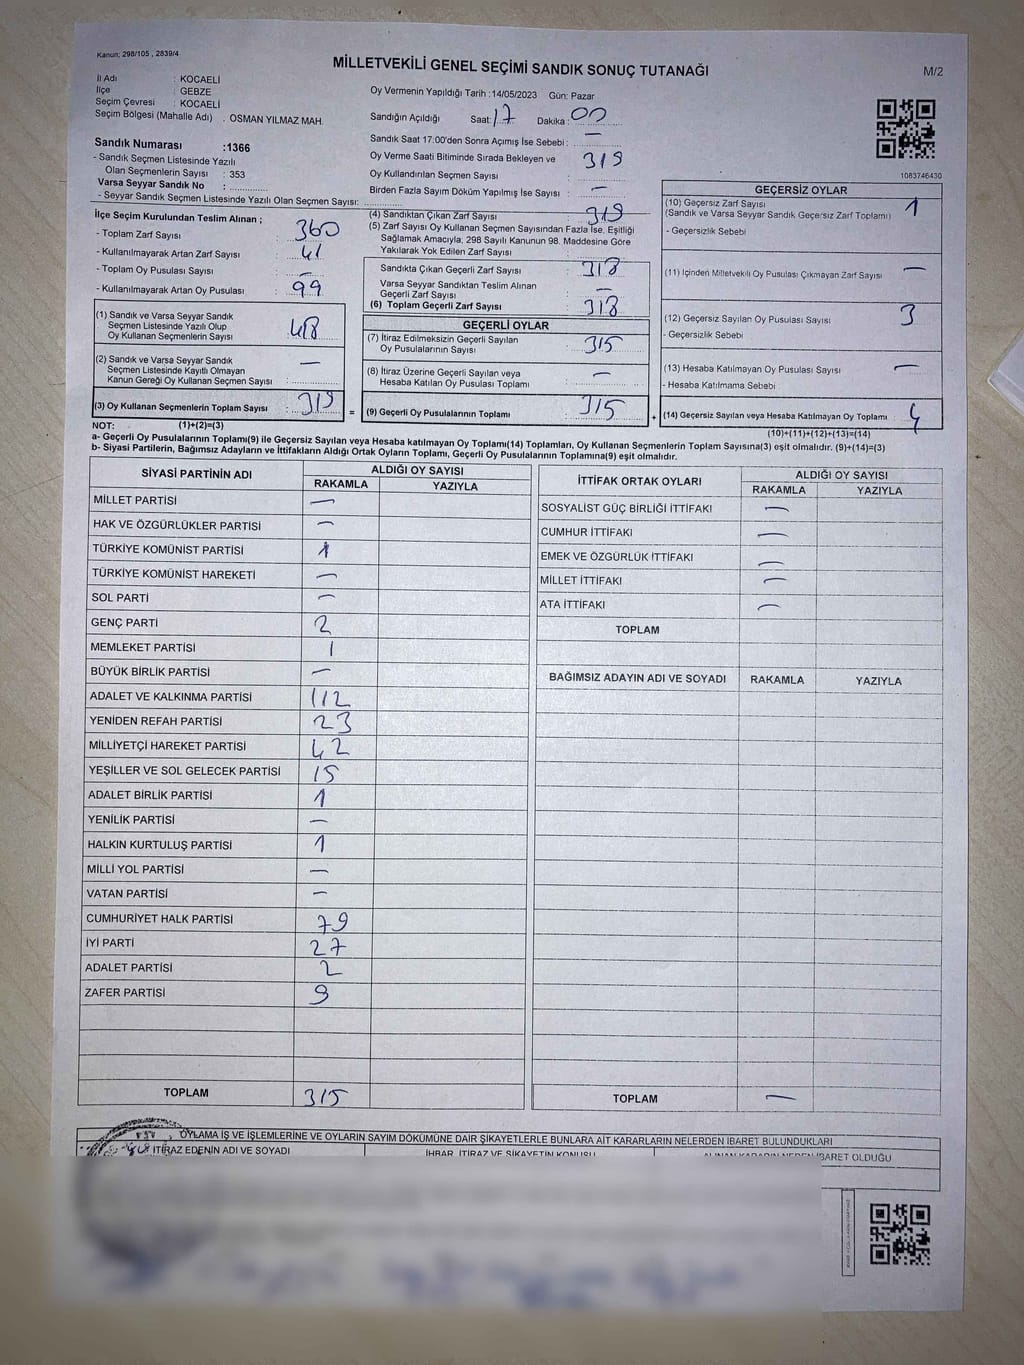 Kanun: 298/105 , 2839/4
MİLLETVEKİLİ GENEL SEÇİMİ SANDIK SONUÇ TUTANAĞI
M/2
İl Adı : KOCAELİ
İlçe : GEBZE
Seçim Çevresi : KOCAELİ
Seçim Bölgesi (Mahalle Adı) . OSMAN YILMAZ MAH.
Oy Vermenin Yapıldığı Tarih :14/05/2023 Gün: Pazar
Sandığın Açıldığı Saat: 17 Dakika: 00
Sandık Saat 17:00'den Sonra Açımış İse Sebebi : —
Oy Verme Saati Bitiminde Sırada Bekleyen ve
Oy Kullandırılan Seçmen Sayısı : 319
Birden Fazla Sayım Döküm Yapılmış İse Sayısı : —
Sandık Numarası :1366
- Sandık Seçmen Listesinde Yazılı
Olan Seçmenlerin Sayısı : 353
Varsa Seyyar Sandık No :
- Seyyar Sandık Seçmen Listesinde Yazılı Olan Seçmen Sayısı:
1083746430
İlçe Seçim Kurulundan Teslim Alınan ;
- Toplam Zarf Sayısı : 360
- Kullanılmayarak Artan Zarf Sayısı : 41
- Toplam Oy Pusulası Sayısı : —
- Kullanılmayarak Artan Oy Pusulası : 99
(1) Sandık ve Varsa Seyyar Sandık
Seçmen Listesinde Yazılı Olup
Oy Kullanan Seçmenlerin Sayısı
(2) Sandık ve Varsa Seyyar Sandık
Seçmen Listesinde Kayıtlı Olmayan
Kanun Gereği Oy Kullanan Seçmen Sayısı : —
(3) Oy Kullanan Seçmenlerin Toplam Sayısı : 319
(4) Sandıktan Çıkan Zarf Sayısı : 319
(5) Zarf Sayısı Oy Kullanan Seçmen Sayısından Fazla İse, Eşitliği
Sağlamak Amacıyla, 298 Sayılı Kanunun 98. Maddesine Göre
Yakılarak Yok Edilen Zarf Sayısı :
Sandıkta Çıkan Geçerli Zarf Sayısı : 318
Varsa Seyyar Sandıktan Teslim Alınan
Geçerli Zarf Sayısı : —
(6) Toplam Geçerli Zarf Sayısı : 318
GEÇERLİ OYLAR
(7) İtiraz Edilmeksizin Geçerli Sayılan
Oy Pusulalarının Sayısı : 315
(8) İtiraz Üzerine Geçerli Sayılan veya
Hesaba Katılan Oy Pusulası Toplamı : —
= (9) Geçerli Oy Pusulalarının Toplamı : 315
GEÇERSİZ OYLAR
(10) Geçersiz Zarf Sayısı 1
(Sandık ve Varsa Seyyar Sandık Geçersiz Zarf Toplamı)
- Geçersizlik Sebebi
(11) İçinden Milletvekili Oy Pusulası Çıkmayan Zarf Sayısı —
(12) Geçersiz Sayılan Oy Pusulası Sayısı 3
- Geçersizlik Sebebi
(13) Hesaba Katılmayan Oy Pusulası Sayısı —
- Hesaba Katılmama Sebebi
+ (14) Geçersiz Sayılan veya Hesaba Katılmayan Oy Toplamı 4
NOT: (1)+(2)=(3)
(10)+(11)+(12)+(13)=(14)
a- Geçerli Oy Pusulalarının Toplamı(9) ile Geçersiz Sayılan veya Hesaba katılmayan Oy Toplamı(14) Toplamları, Oy Kullanan Seçmenlerin Toplam Sayısına(3) eşit olmalıdır. (9)+(14)=(3)
b- Siyasi Partilerin, Bağımsız Adayların ve İttifakların Aldığı Oy Ortak Oyların Toplamı, Geçerli Oy Pusulalarının Toplamına(9) eşit olmalıdır.
SİYASİ PARTİNİN ADI ALDIĞI OY SAYISI
RAKAMLA YAZIYLA
MİLLET PARTİSİ —
HAK VE ÖZGÜRLÜKLER PARTİSİ —
TÜRKİYE KOMÜNİST PARTİSİ 1
TÜRKİYE KOMÜNİST HAREKETİ —
SOL PARTİ —
GENÇ PARTİ 2
MEMLEKET PARTİSİ 1
BÜYÜK BİRLİK PARTİSİ —
ADALET VE KALKINMA PARTİSİ 112
YENİDEN REFAH PARTİSİ 23
MİLLİYETÇİ HAREKET PARTİSİ 42
YEŞİLLER VE SOL GELECEK PARTİSİ 15
ADALET BİRLİK PARTİSİ 1
YENİLİK PARTİSİ —
HALKIN KURTULUŞ PARTİSİ 1
MİLLİ YOL PARTİSİ —
VATAN PARTİSİ —
CUMHURİYET HALK PARTİSİ 79
İYİ PARTİ 27
ADALET PARTİSİ 2
ZAFER PARTİSİ 9
TOPLAM 315
İTTİFAK ORTAK OYLARI ALDIĞI OY SAYISI
RAKAMLA YAZIYLA
SOSYALİST GÜÇ BİRLİĞİ İTTİFAKI —
CUMHUR İTTİFAKI —
EMEK VE ÖZGÜRLÜK İTTİFAKI —
MİLLET İTTİFAKI —
ATA İTTİFAKI —
TOPLAM
BAĞIMSIZ ADAYIN ADI VE SOYADI RAKAMLA YAZIYLA
TOPLAM —
OYLAMA İŞ VE İŞLEMLERİNE VE OYLARIN SAYIM DÖKÜMÜNE DAİR ŞİKAYETLERLE BUNLARA AİT KARARLARIN NELERDEN İBARET BULUNDUKLARI
İTİRAZ EDENİN ADI VE SOYADI
İHBAR, İTİRAZ VE ŞİKAYETİN KONUSU
ALINAN KARARIN NEDEN İBARET OLDUĞU